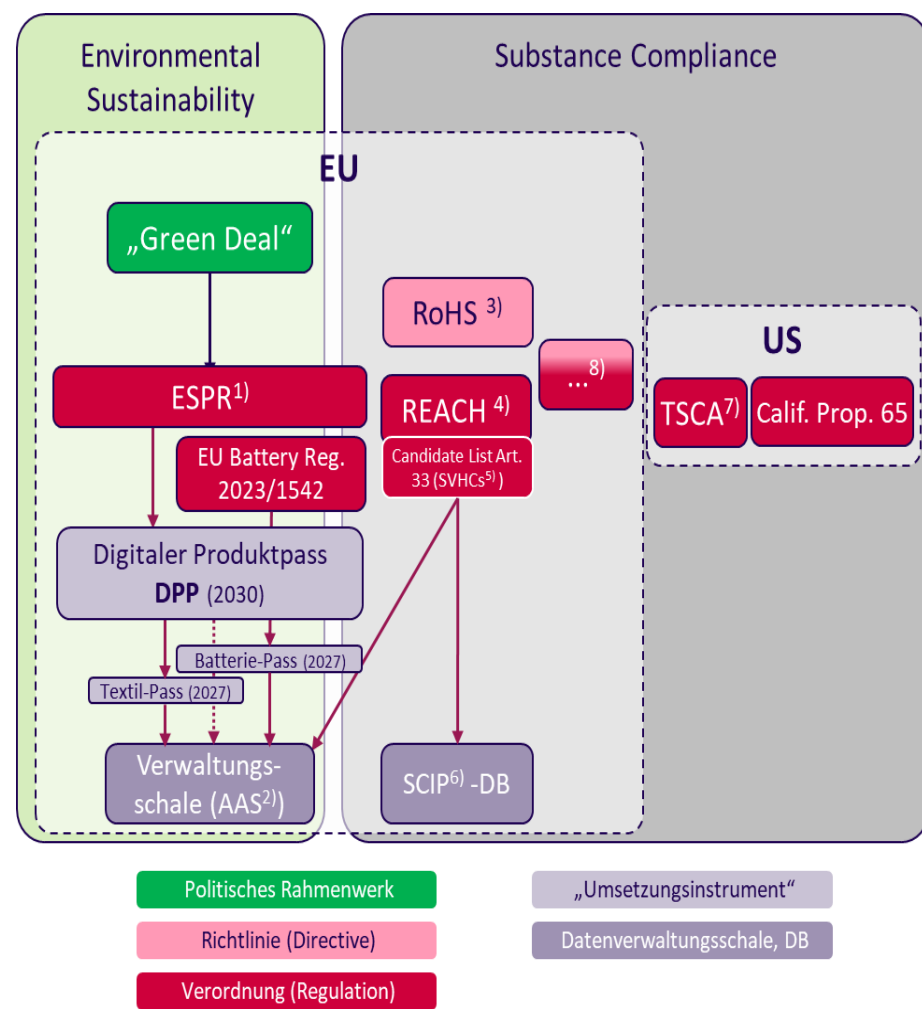 Environmental
Sustainability
Substance Compliance
EU
„Green Deal“
RoHS 3)
...8)
US
ESPR1)
REACH 4)
TSCA7)
Calif. Prop. 65
Candidate List Art.
33 (SVHCs5))
EU Battery Reg.
2023/1542
Digitaler Produktpass
DPP (2030)
Batterie-Pass (2027)
Textil-Pass (2027)
Verwaltungs-
schale (AAS2))
SCIP6) -DB
Politisches Rahmenwerk
„Umsetzungsinstrument“
Richtlinie (Directive)
Datenverwaltungsschale, DB
Verordnung (Regulation)